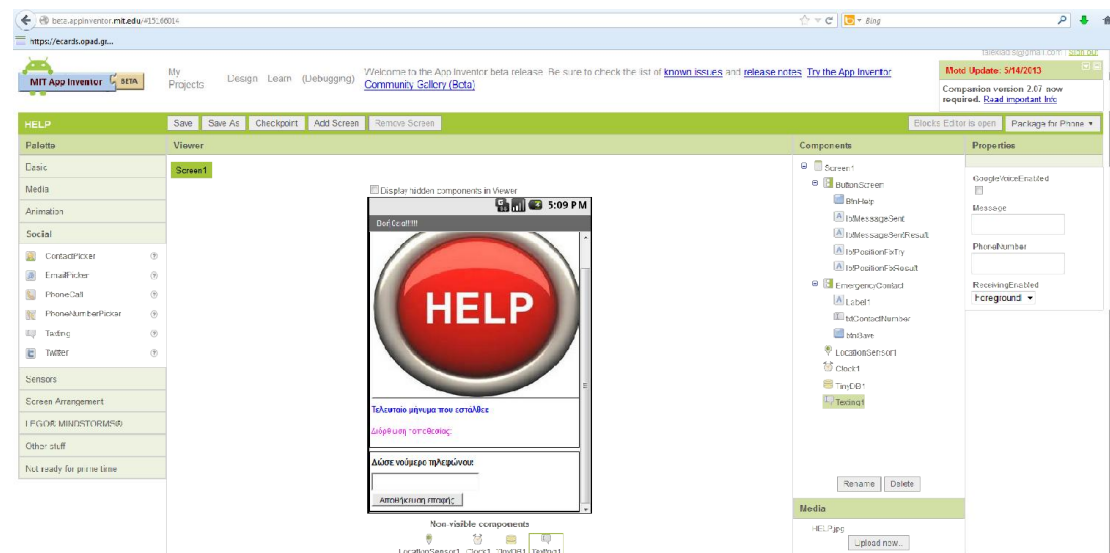 beta.appinventor.mit.edu/#15166014
Bing
https://ecards.opad.gr...
Sign out
MIT App Inventor BETA
My Projects
Design Learn (Debugging)
Welcome to the App Inventor beta release. Be sure to check the list of known issues and release notes. Try the App Inventor
Community Gallery (Beta)
Motd Update: 5/14/2013
Companion version 2.07 now
required. Read important Info
HELP
Save
Save As
Checkpoint
Add Screen
Remove Screen
Blocks Editor is open
Package for Phone
Palette
Viewer
Components
Properties
Basic
Media
Animation
Social
ContactPicker
EmailPicker
PhoneCall
PhoneNumberPicker
Texting
Twitter
Sensors
Screen Arrangement
LEGO® MINDSTORMS®
Other stuff
Not ready for prime time
Screen1
Display hidden components in Viewer
5:09 PM
Βοήθεια!!!!!!
HELP
Τελευταίο μήνυμα που εστάλθει
Διόρθωση τοποθεσίας:
Δώσε νούμερο τηλεφώνου:
Αποθήκευση επαφής
Non-visible components
LocationSensor1 Clock1 TinyDB1 Texting1
Screen1
ButtonScreen
BtnHelp
lblMessageSent
lblMessageSentResult
lblPositionFixTry
lblPositionFixResult
EmergencyContact
Label1
txtContactNumber
btnSave
LocationSensor1
Clock1
TinyDB1
Texting1
Rename
Delete
Media
HELP.jpg
Upload new...
GoogleVoiceEnabled
Message
PhoneNumber
ReceivingEnabled
Foreground